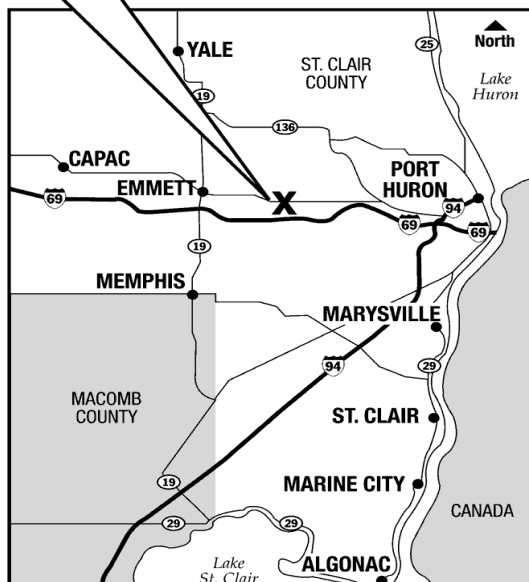 25
North
YALE
ST. CLAIR
COUNTY
Lake
Huron
19
136
CAPAC
PORT
HURON
EMMETT
X
69
94
69
69
19
MEMPHIS
MARYSVILLE
94
29
MACOMB
COUNTY
ST. CLAIR
19
MARINE CITY
CANADA
29
29
Lake
St. Clair
ALGONAC